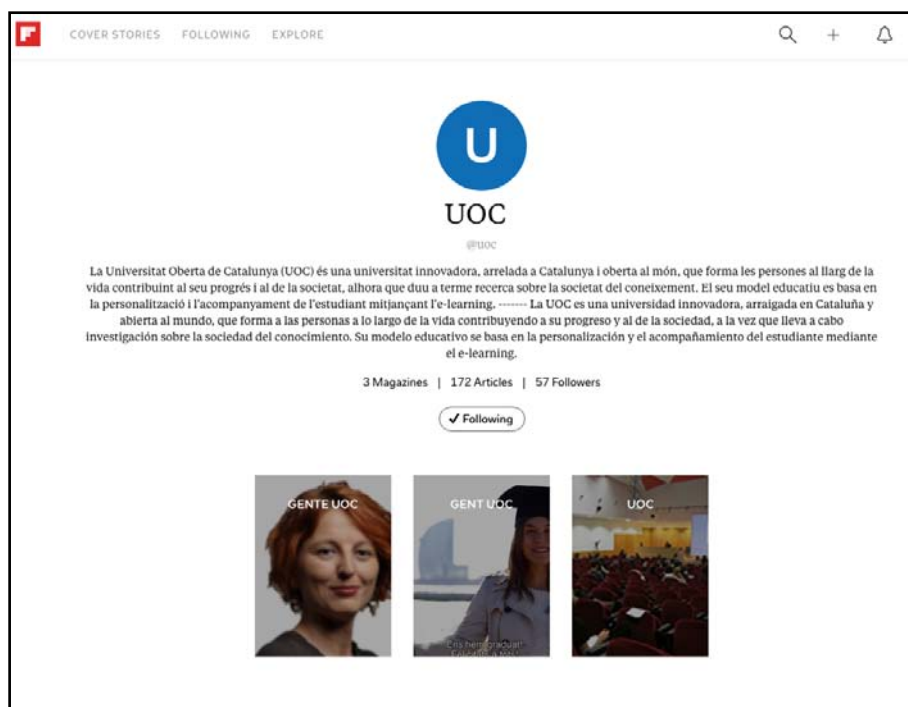 F
COVER STORIES FOLLOWING EXPLORE
U
UOC
@uoc
La Universitat Oberta de Catalunya (UOC) és una universitat innovadora, arrelada a Catalunya i oberta al món, que forma les persones al llarg de la
vida contribuint al seu progrés i al de la societat, alhora que duu a terme recerca sobre la societat del coneixement. El seu model educatiu es basa en
la personalització i l'acompanyament de l'estudiant mitjançant l'e-learning. ------- La UOC es una universidad innovadora, arraigada en Cataluña y
abierta al mundo, que forma a las personas a lo largo de la vida contribuyendo a su progreso y al de la sociedad, a la vez que lleva a cabo
investigación sobre la sociedad del conocimiento. Su modelo educativo se basa en la personalización y el acompañamiento del estudiante mediante
el e-learning.
3 Magazines | 172 Articles | 57 Followers
✓ Following
GENTE UOC
GENT UOC
Cris hem graduat!
Felicitats a tots!
UOC